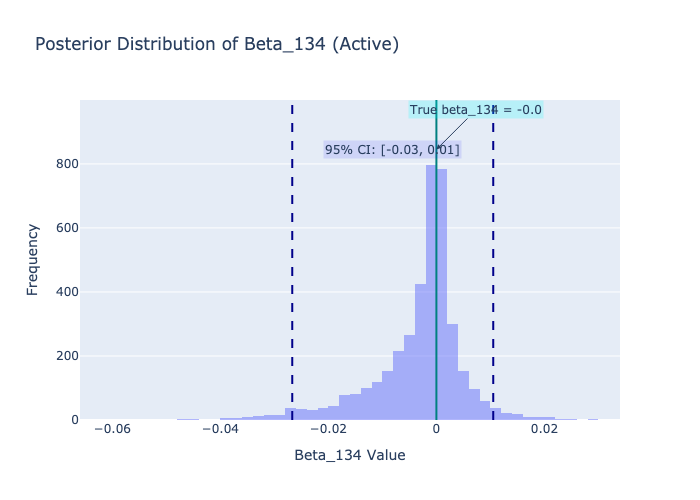 Posterior Distribution of Beta_134 (Active)
True beta_134 = -0.0
95% CI: [-0.03, 0.01]
800
600
400
200
0
Frequency
−0.06
−0.04
−0.02
0
0.02
Beta_134 Value